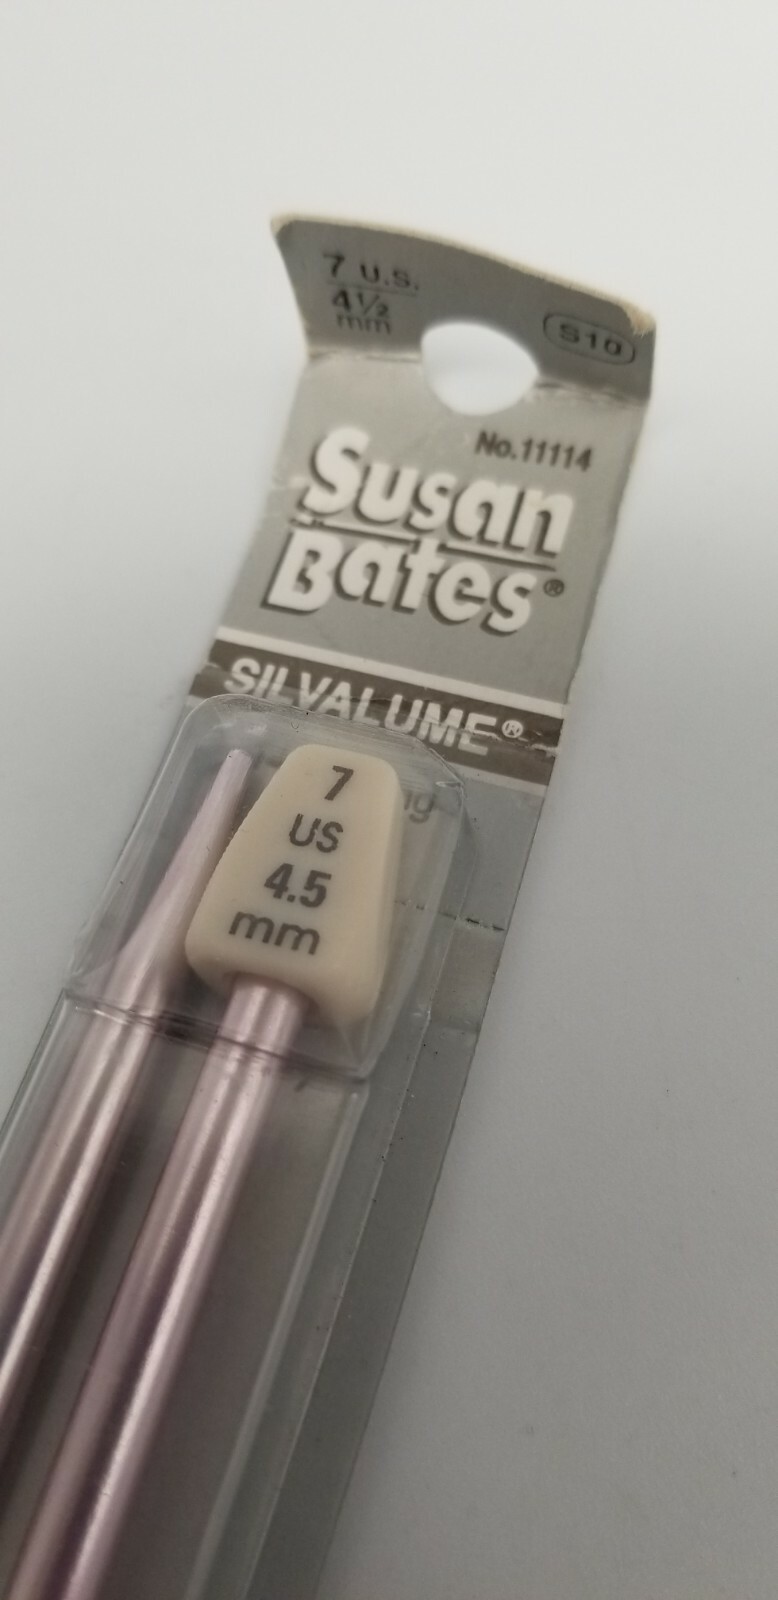 7 U.S.
4½
mm
S10
No.11114
Susan
Bates®
SILVALUME®
7
US
4.5
mm